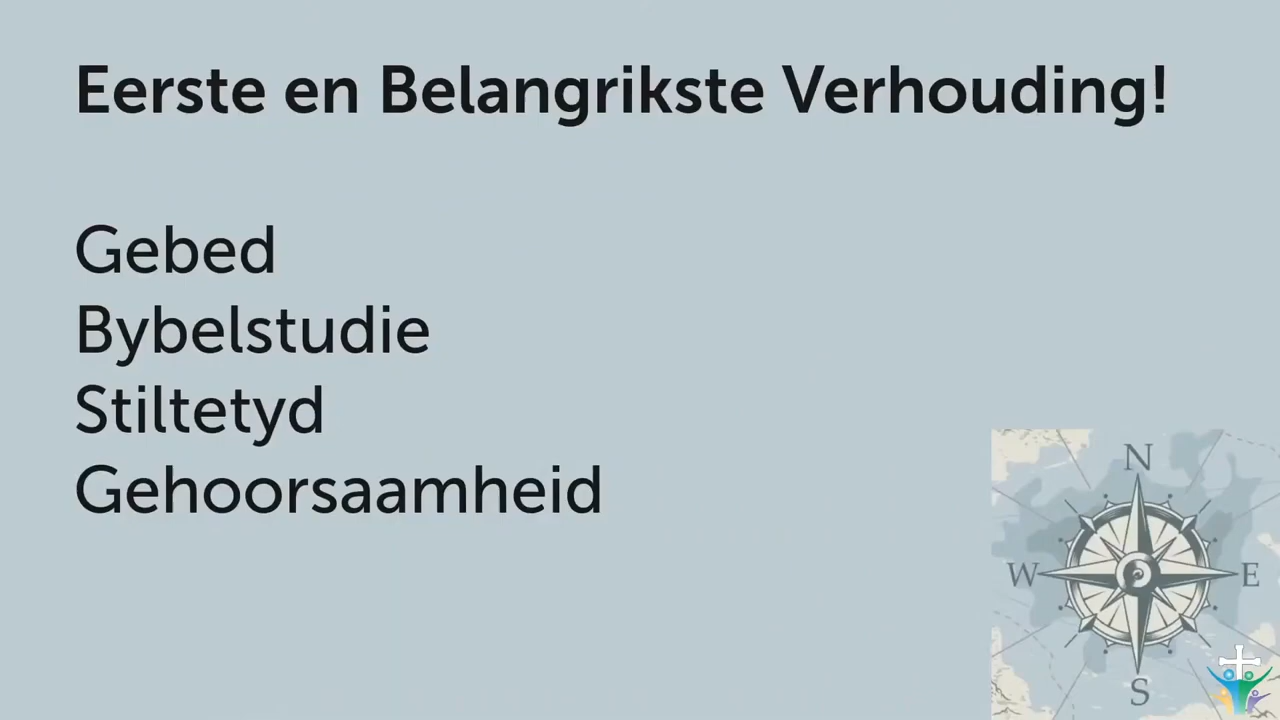 Eerste en Belangrikste Verhouding!
Gebed
Bybelstudie
Stiltetyd
Gehoorsaamheid
N
W E
S